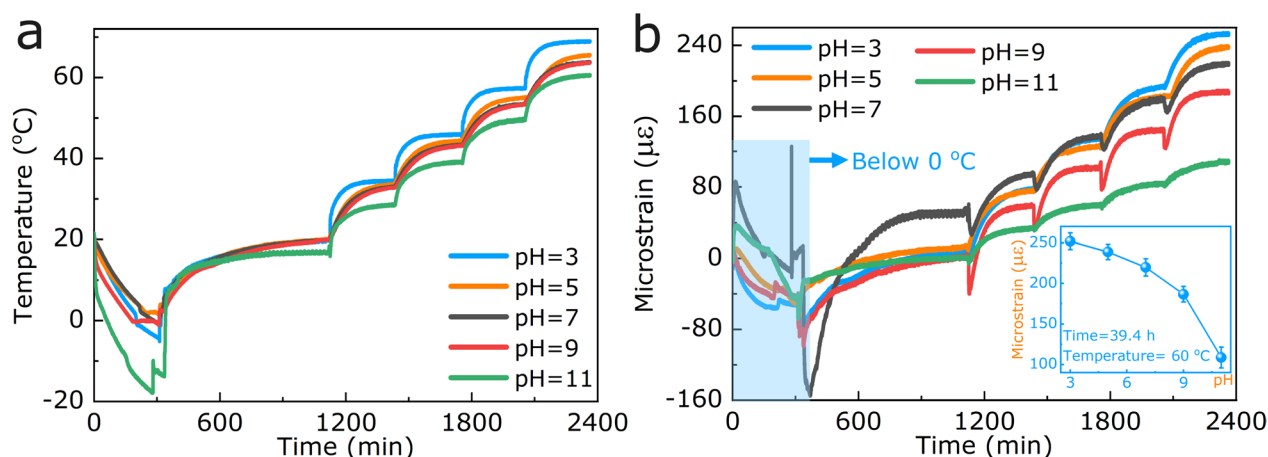 a
Temperature (°C)
60
40
20
0
-20
0
600
1200
1800
2400
Time (min)
pH=3
pH=5
pH=7
pH=9
pH=11
b
Microstrain (με)
240
160
80
0
-80
-160
0
600
1200
1800
2400
Time (min)
pH=3
pH=5
pH=7
pH=9
pH=11
Below 0 °C
Microstrain (με)
250
200
150
100
Time=39.4 h
Temperature= 60 °C
3
6
9
pH